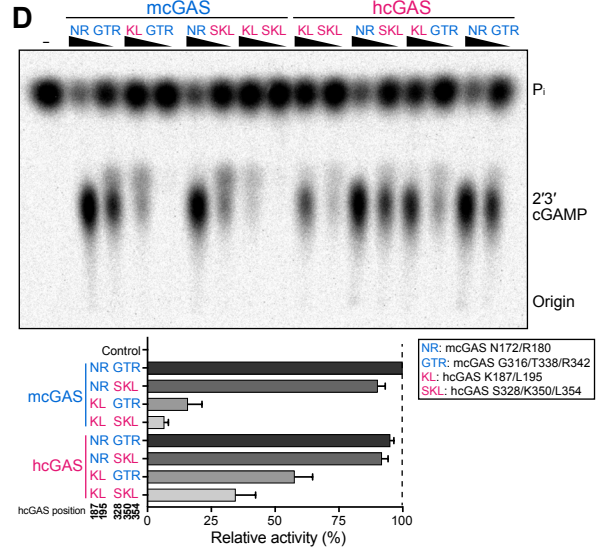 D
mcGAS hcGAS
– NR GTR KL GTR NR SKL KL SKL KL SKL NR SKL KL GTR NR GTR
Pi
2′3′
cGAMP
Origin
Control
mcGAS
NR GTR
NR SKL
KL GTR
KL SKL
hcGAS
NR GTR
NR SKL
KL GTR
KL SKL
hcGAS position 187 195 328 350 354
0 25 50 75 100
Relative activity (%)
NR: mcGAS N172/R180
GTR: mcGAS G316/T338/R342
KL: hcGAS K187/L195
SKL: hcGAS S328/K350/L354